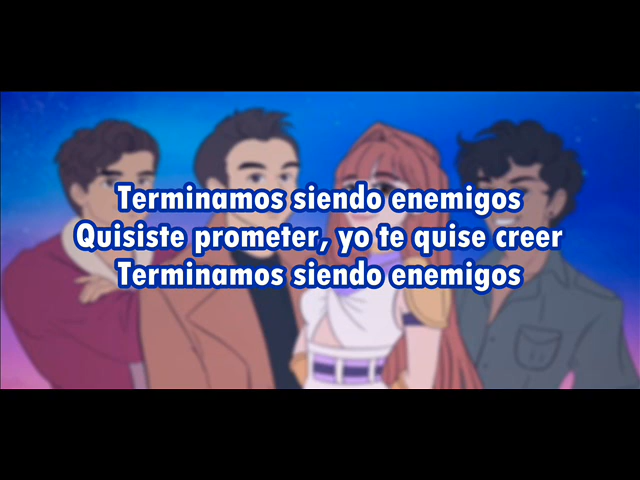 Terminamos siendo enemigos
Quisiste prometer, yo te quise creer
Terminamos siendo enemigos